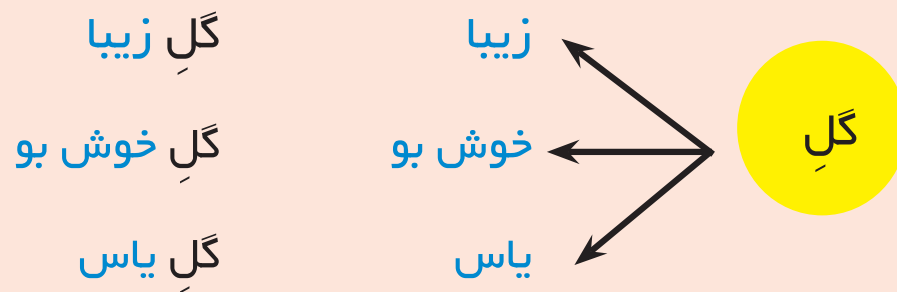 گلِ زیبا گلِ زیبا
خوش بو گلِ خوش بو
یاس گلِ یاس